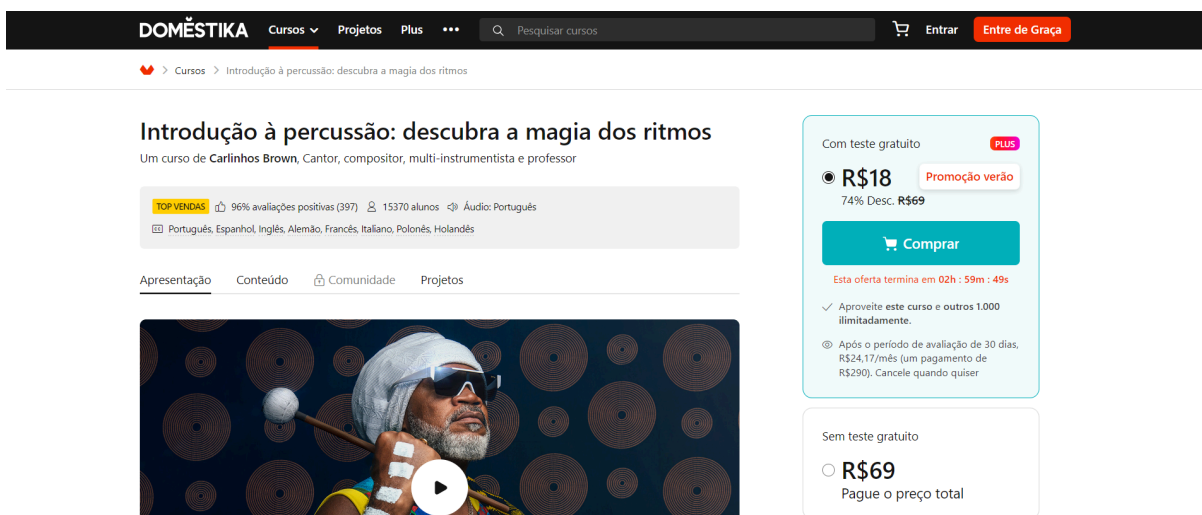 DOMĚSTIKA Cursos Projetos Plus ••• Pesquisar cursos Entrar Entre de Graça
> Cursos > Introdução à percussão: descubra a magia dos ritmos
Introdução à percussão: descubra a magia dos ritmos
Um curso de Carlinhos Brown, Cantor, compositor, multi-instrumentista e professor
TOP VENDAS 96% avaliações positivas (397) 15370 alunos Áudio: Português
CC Português, Espanhol, Inglês, Alemão, Francês, Italiano, Polonês, Holandês
Apresentação Conteúdo Comunidade Projetos
Com teste gratuito PLUS
R$18 Promoção verão
74% Desc. R$69
Comprar
Esta oferta termina em 02h : 59m : 49s
Aproveite este curso e outros 1.000
ilimitadamente.
Após o período de avaliação de 30 dias,
R$24,17/mês (um pagamento de
R$290). Cancele quando quiser
Sem teste gratuito
R$69
Pague o preço total